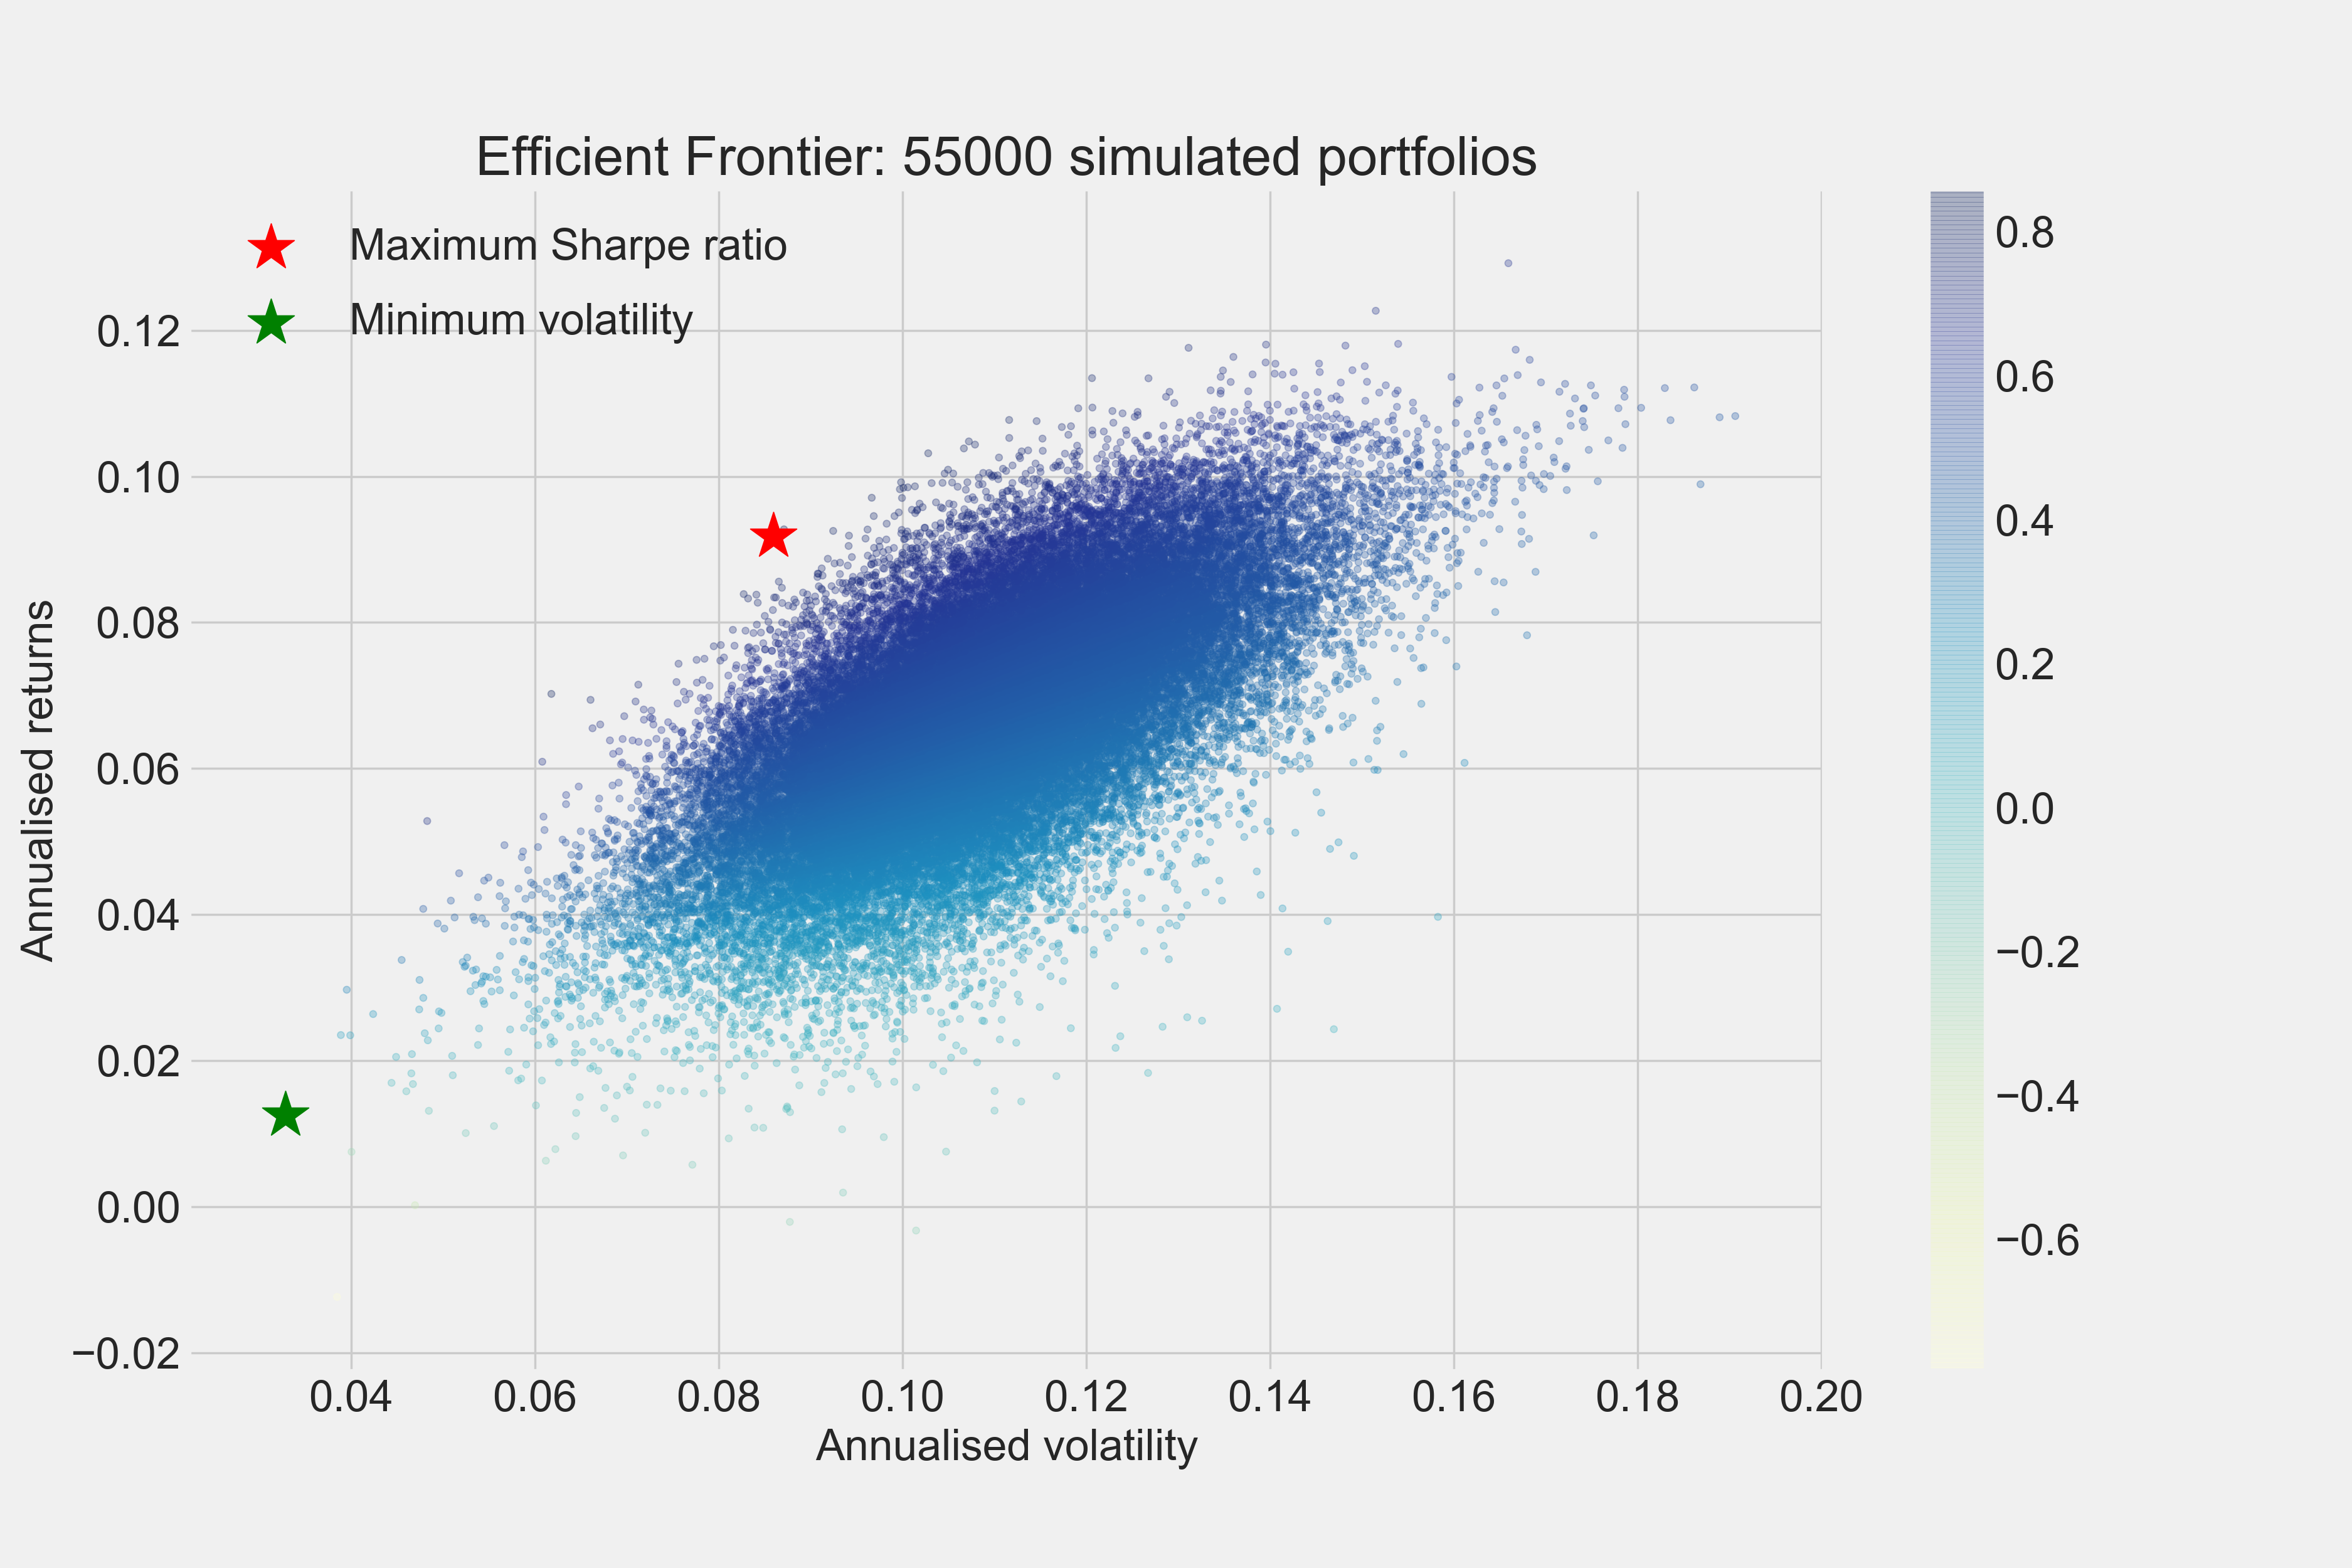 Efficient Frontier: 55000 simulated portfolios
Maximum Sharpe ratio
Minimum volatility
Annualised returns
0.12
0.10
0.08
0.06
0.04
0.02
0.00
−0.02
0.04 0.06 0.08 0.10 0.12 0.14 0.16 0.18 0.20
Annualised volatility
0.8
0.6
0.4
0.2
0.0
−0.2
−0.4
−0.6